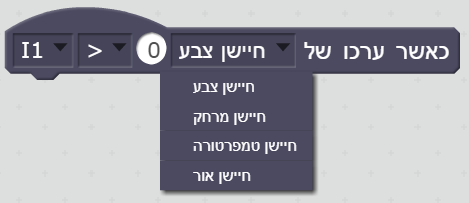 כאשר ערכו של חיישן צבע 0 < I1
חיישן צבע
חיישן מרחק
חיישן טמפרטורה
חיישן אור